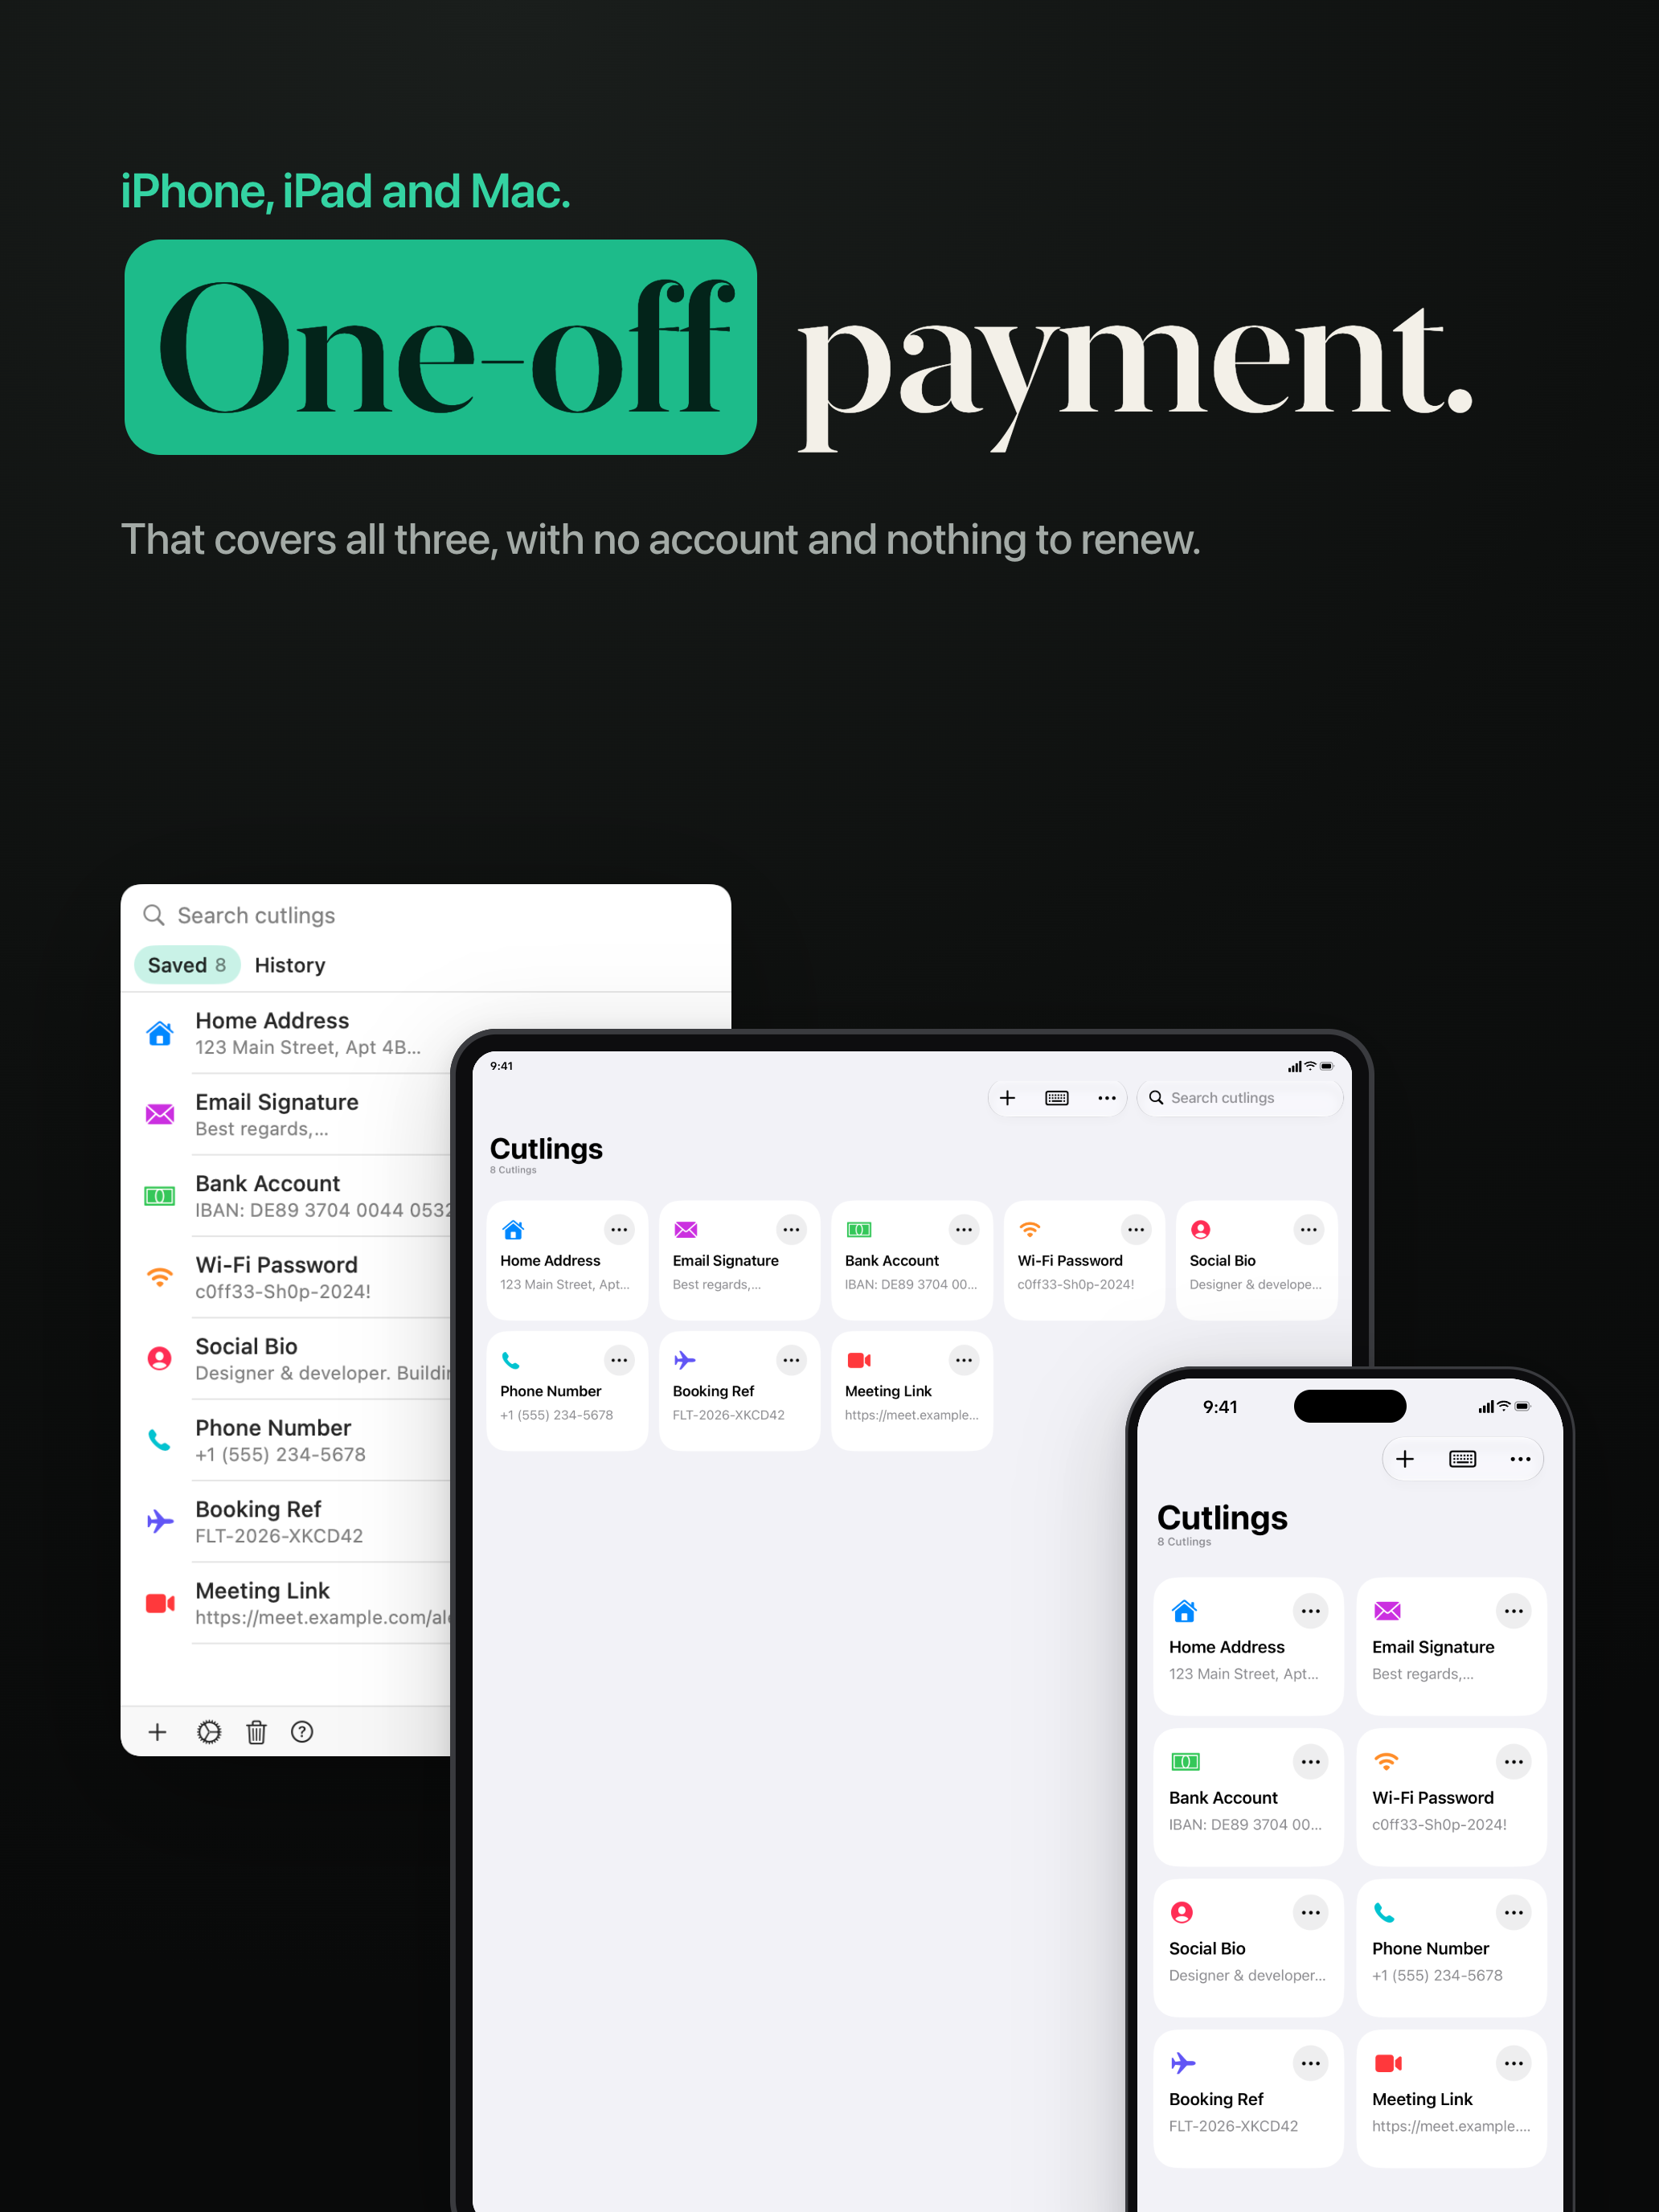 iPhone, iPad and Mac.
One-off payment.
That covers all three, with no account and nothing to renew.
Search cutlings
Saved 8 History
Home Address
123 Main Street, Apt 4B...
Email Signature
Best regards,...
Bank Account
IBAN: DE89 3704 0044 0532
Wi-Fi Password
c0ff33-Sh0p-2024!
Social Bio
Designer & developer. Buildin
Phone Number
+1 (555) 234-5678
Booking Ref
FLT-2026-XKCD42
Meeting Link
https://meet.example.com/al
9:41
Search cutlings
Cutlings
8 Cutlings
Home Address
123 Main Street, Apt...
Email Signature
Best regards,...
Bank Account
IBAN: DE89 3704 00...
Wi-Fi Password
c0ff33-Sh0p-2024!
Social Bio
Designer & develope...
Phone Number
+1 (555) 234-5678
Booking Ref
FLT-2026-XKCD42
Meeting Link
https://meet.example...
9:41
Cutlings
8 Cutlings
Home Address
123 Main Street, Apt...
Email Signature
Best regards,...
Bank Account
IBAN: DE89 3704 00...
Wi-Fi Password
c0ff33-Sh0p-2024!
Social Bio
Designer & developer...
Phone Number
+1 (555) 234-5678
Booking Ref
FLT-2026-XKCD42
Meeting Link
https://meet.example....